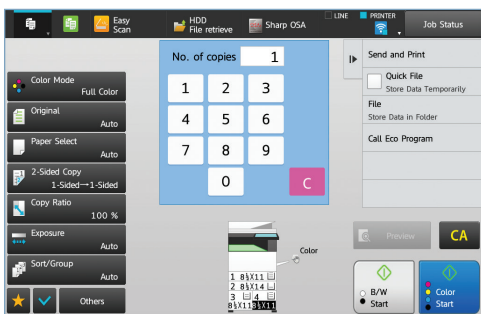 Easy
Scan
HDD
File retrieve
Sharp OSA
LINE
PRINTER
Job Status
No. of copies
1
1
2
3
4
5
6
7
8
9
0
C
Color Mode
Full Color
Original
Auto
Paper Select
Auto
2-Sided Copy
1-Sided→1-Sided
Copy Ratio
100 %
Exposure
Auto
Sort/Group
Auto
Others
Color
1 8½X11
2 8½X14
3 4
8½X11 8½X11
Send and Print
Quick File
Store Data Temporarily
File
Store Data in Folder
Call Eco Program
Preview
CA
B/W
Start
Color
Start